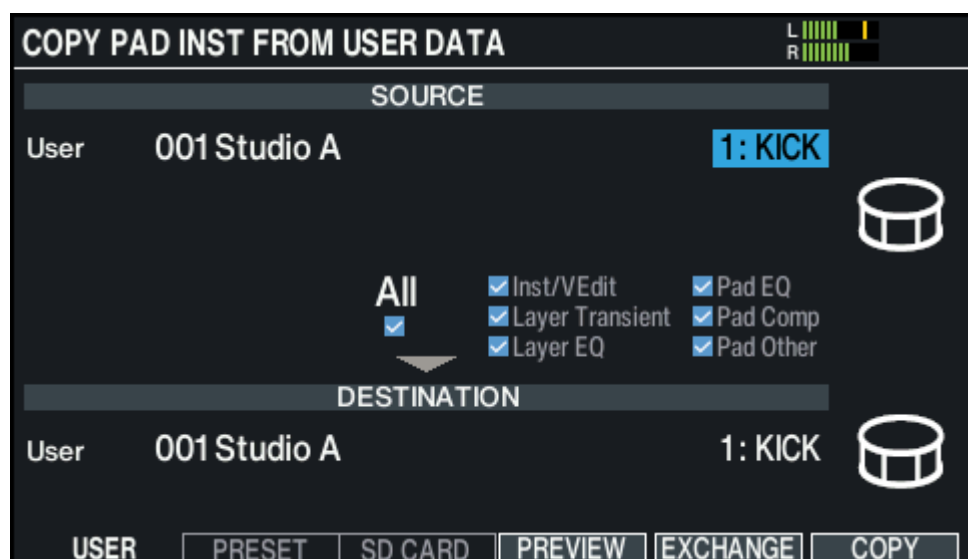 COPY PAD INST FROM USER DATA
L
R
SOURCE
User 001 Studio A 1: KICK
All
Inst/VEdit Pad EQ
Layer Transient Pad Comp
Layer EQ Pad Other
DESTINATION
User 001 Studio A 1: KICK
USER PRESET SD CARD PREVIEW EXCHANGE COPY